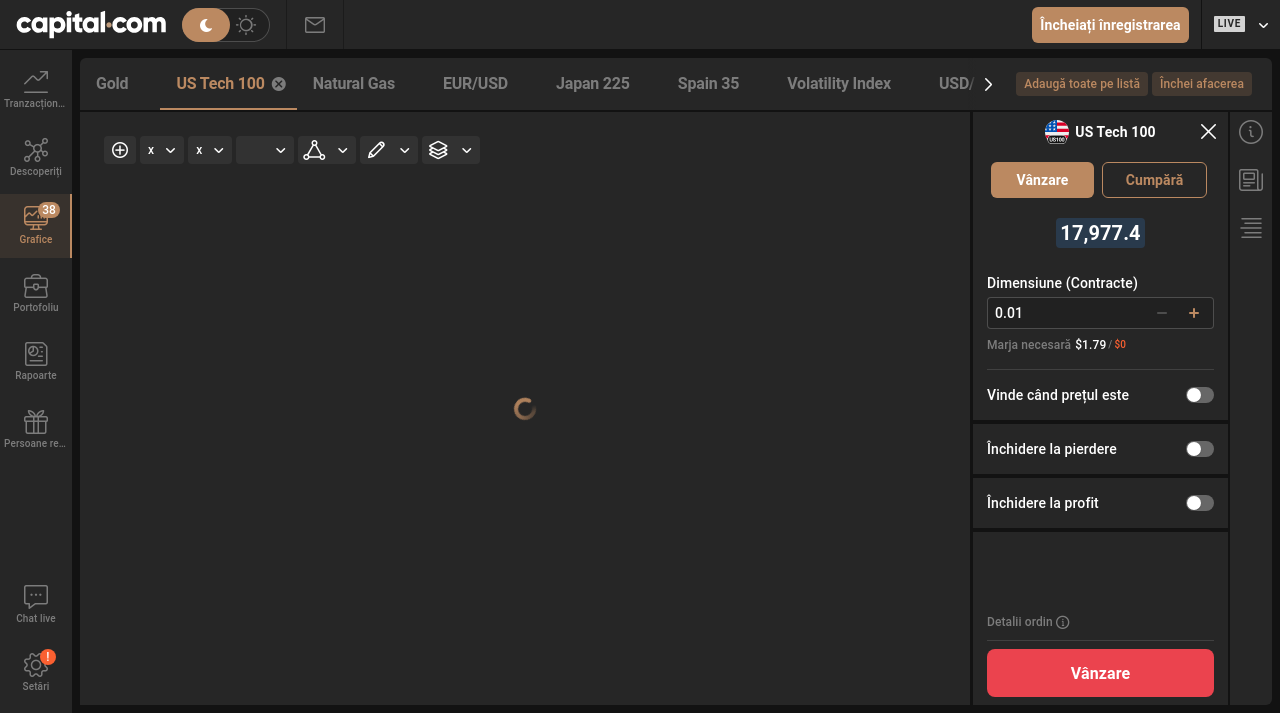 capital.com
Încheiați înregistrarea
LIVE
Gold
US Tech 100
Natural Gas
EUR/USD
Japan 225
Spain 35
Volatility Index
USD/
Adaugă toate pe listă
Închei afacerea
Tranzacțion...
Descoperiți
38
Grafice
Portofoliu
Rapoarte
Persoane re...
Chat live
!
Setări
x
x
US100
US Tech 100
Vânzare
Cumpără
17,977.4
Dimensiune (Contracte)
0.01
Marja necesară $1.79 / $0
Vinde când prețul este
Închidere la pierdere
Închidere la profit
Detalii ordin
Vânzare